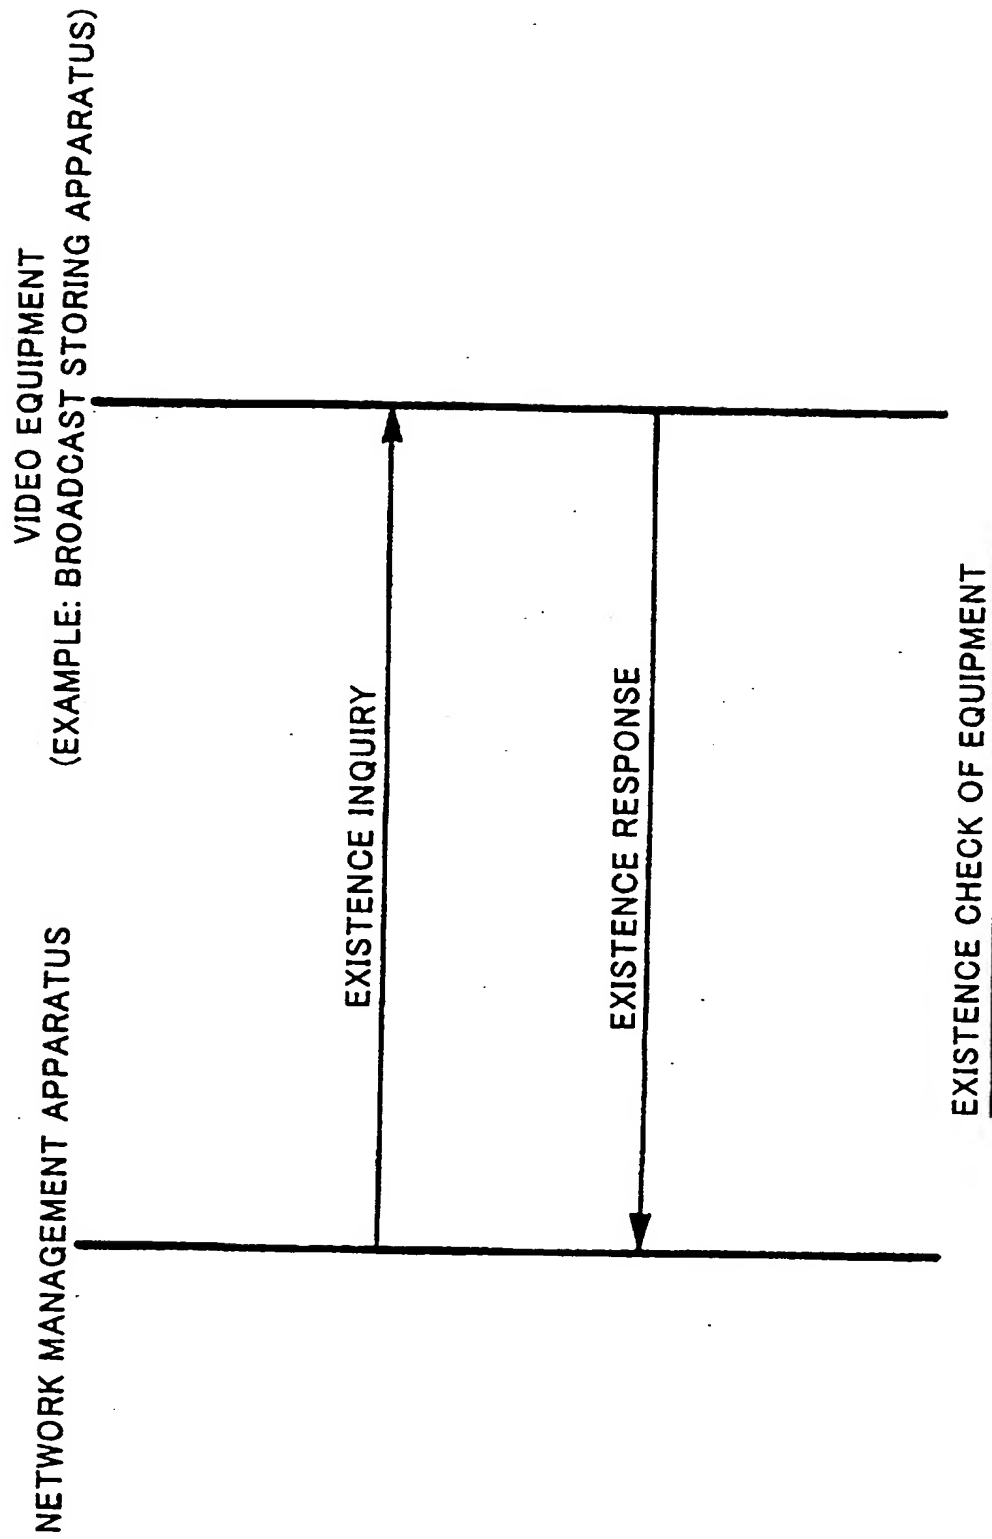 NETWORK MANAGEMENT APPARATUS
VIDEO EQUIPMENT
(EXAMPLE: BROADCAST STORING APPARATUS)
EXISTENCE INQUIRY
EXISTENCE RESPONSE
EXISTENCE CHECK OF EQUIPMENT